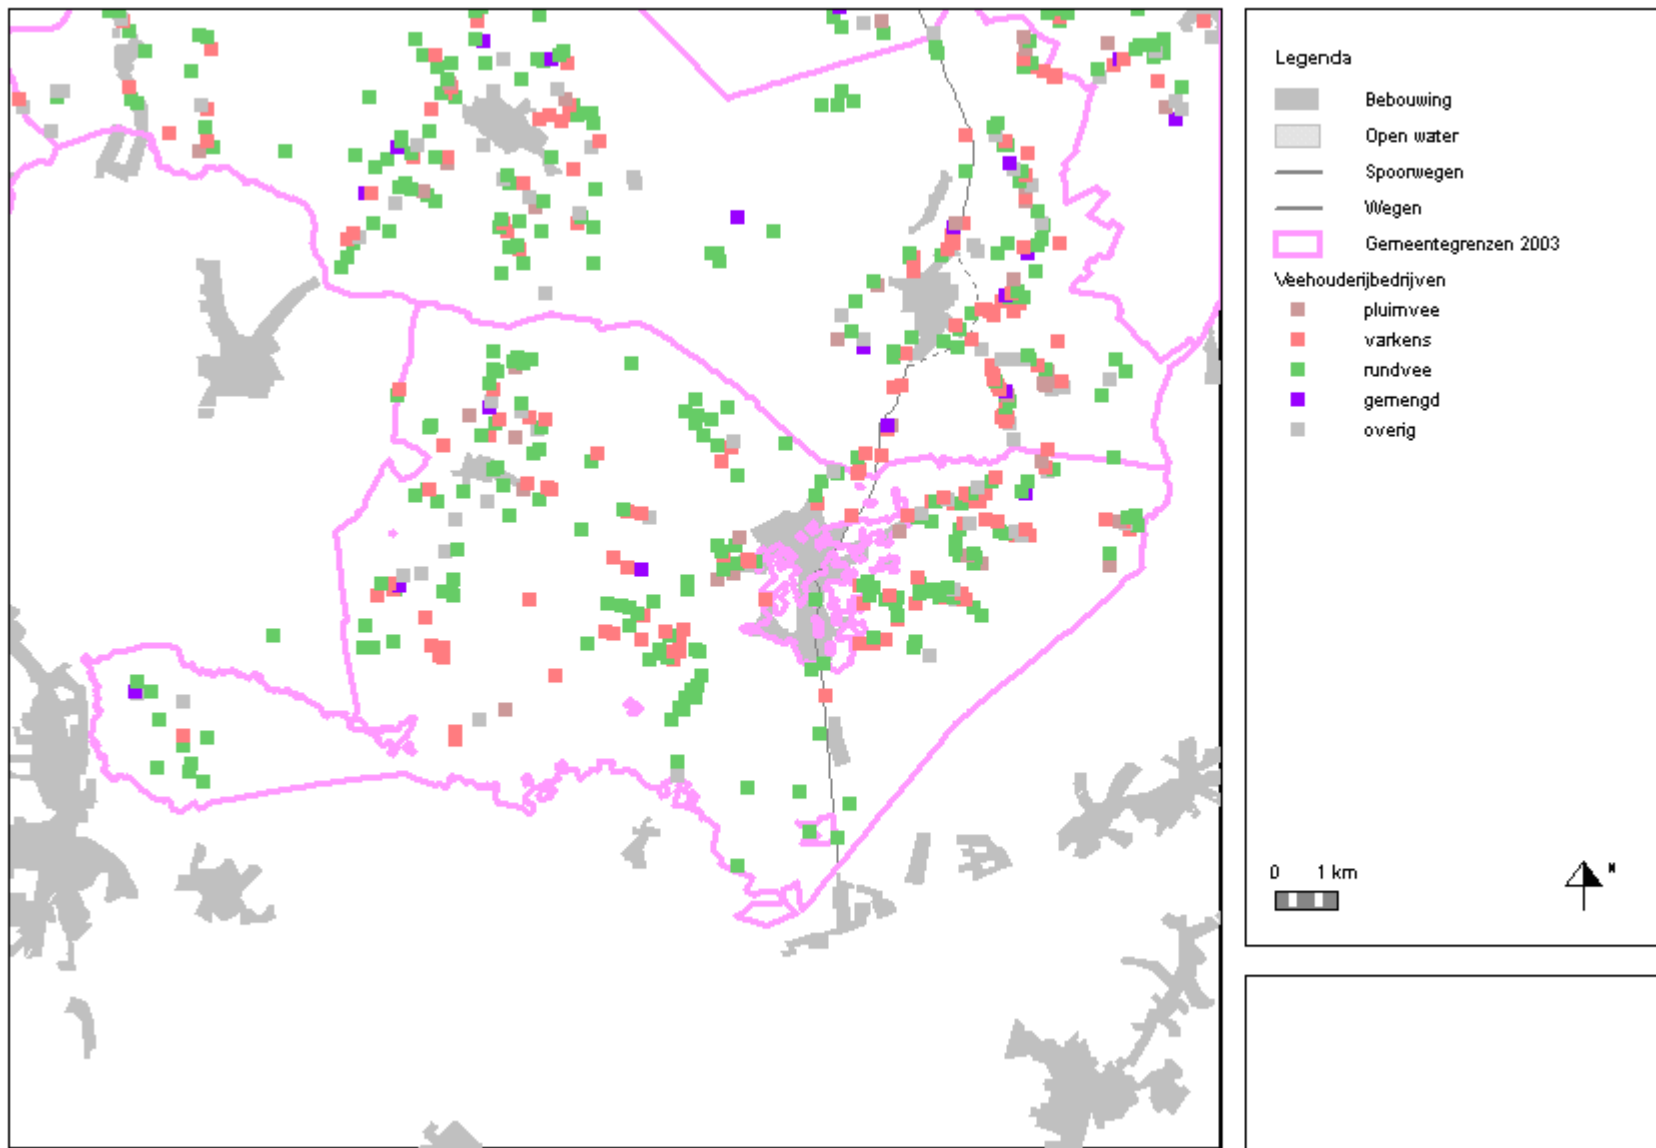 Legenda
Bebouwing
Open water
Spoorwegen
Wegen
Gemeentegrenzen 2003
Veehouderijbedrijven
pluimvee
varkens
rundvee
gemengd
overig
0 1 km
N